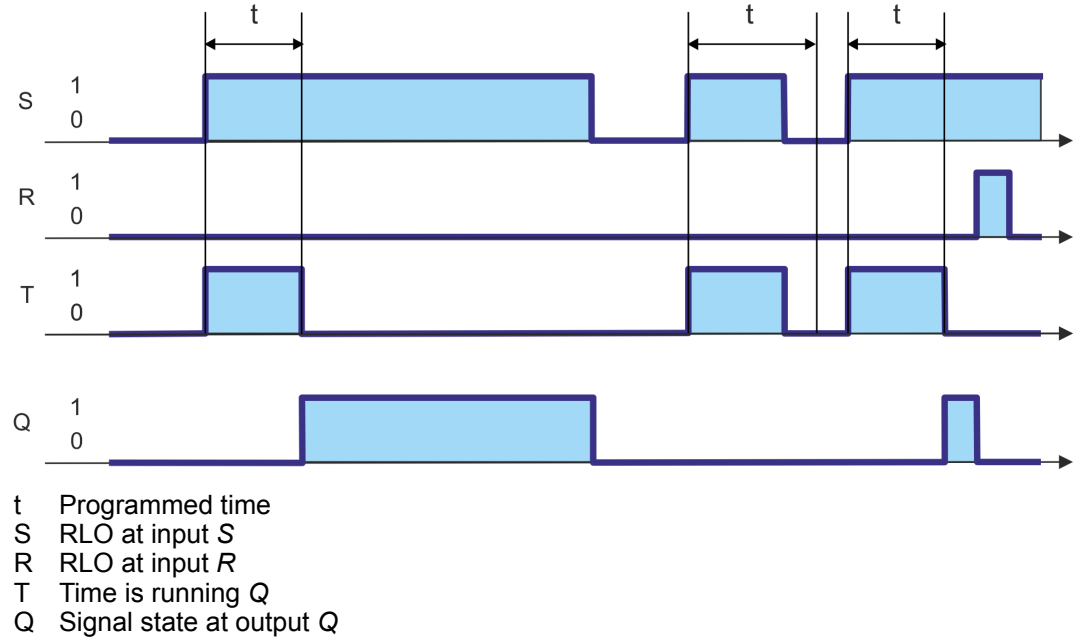 t t t
S 1
0
R 1
0
T 1
0
Q 1
0
t Programmed time
S RLO at input S
R RLO at input R
T Time is running Q
Q Signal state at output Q